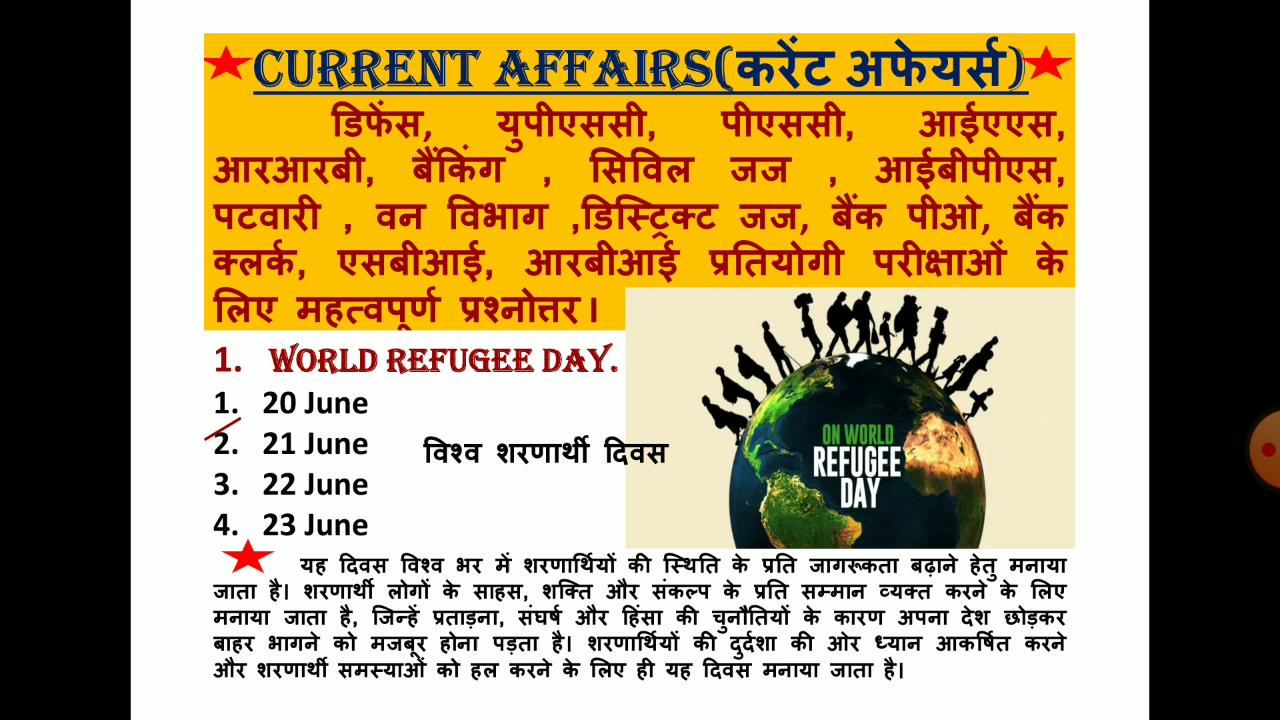 CURRENT AFFAIRS(करेंट अफेयर्स)
डिफेंस, युपीएससी, पीएससी, आईएएस,
आरआरबी, बैंकिंग , सिविल जज , आईबीपीएस,
पटवारी , वन विभाग ,डिस्ट्रिक्ट जज, बैंक पीओ, बैंक
क्लर्क, एसबीआई, आरबीआई प्रतियोगी परीक्षाओं के
लिए महत्वपूर्ण प्रश्नोत्तर।
1. WORLD REFUGEE DAY.
1. 20 June
2. 21 June
विश्व शरणार्थी दिवस
3. 22 June
4. 23 June
ON WORLD
REFUGEE
DAY
यह दिवस विश्व भर में शरणार्थियों की स्थिति के प्रति जागरूकता बढ़ाने हेतु मनाया
जाता है। शरणार्थी लोगों के साहस, शक्ति और संकल्प के प्रति सम्मान व्यक्त करने के लिए
मनाया जाता है, जिन्हें प्रताड़ना, संघर्ष और हिंसा की चुनौतियों के कारण अपना देश छोड़कर
बाहर भागने को मजबूर होना पड़ता है। शरणार्थियों की दुर्दशा की ओर ध्यान आकर्षित करने
और शरणार्थी समस्याओं को हल करने के लिए ही यह दिवस मनाया जाता है।